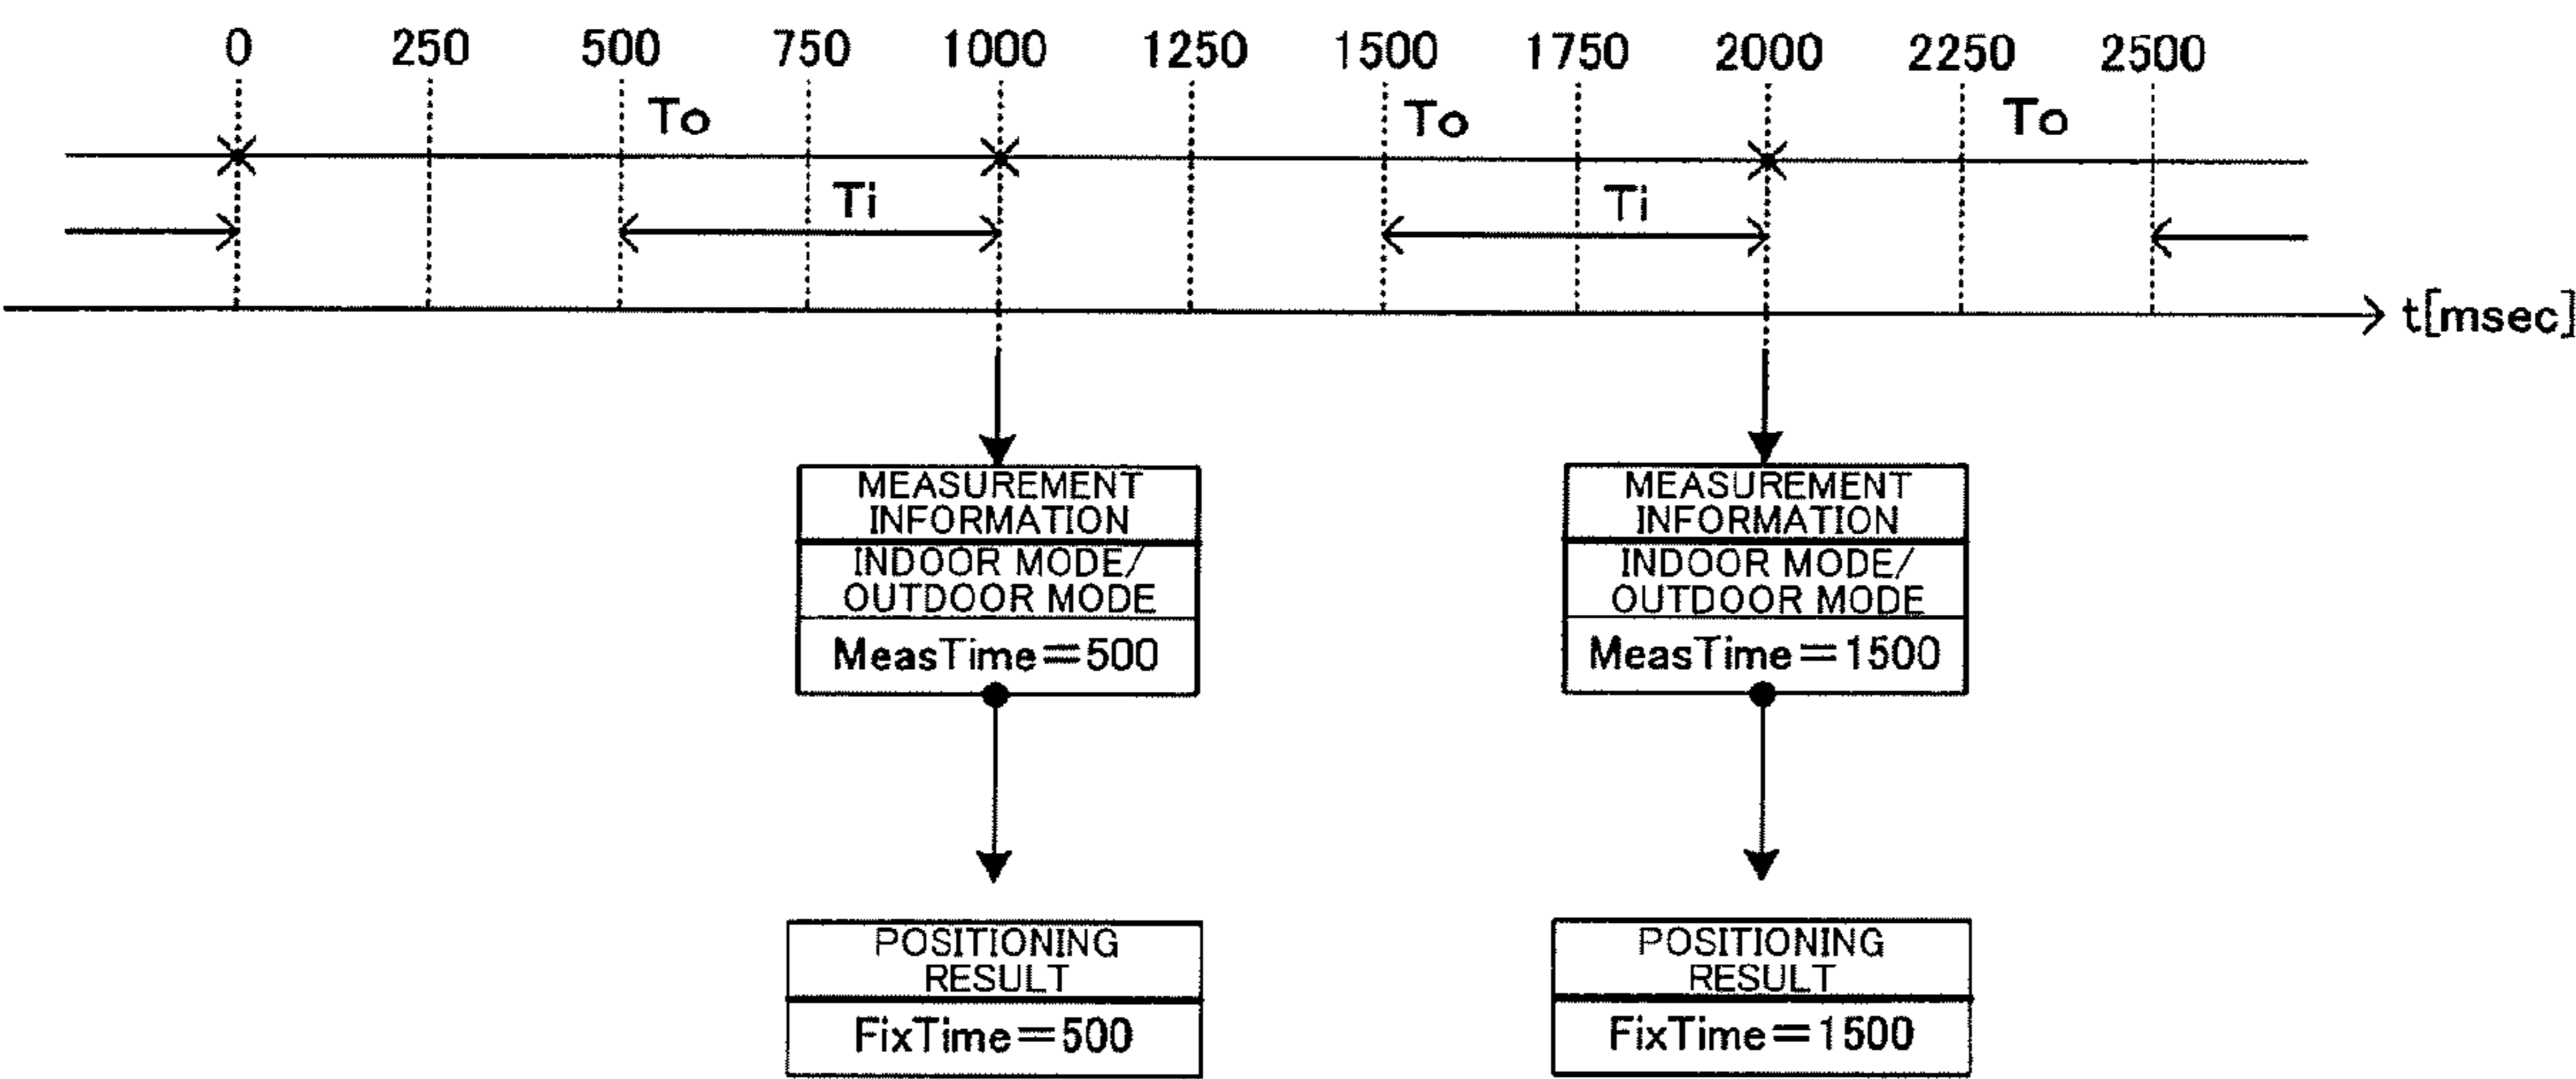 0 250 500 750 1000 1250 1500 1750 2000 2250 2500
To To To
Ti Ti
t[msec]
MEASUREMENT
INFORMATION
INDOOR MODE/
OUTDOOR MODE
MeasTime=500
MEASUREMENT
INFORMATION
INDOOR MODE/
OUTDOOR MODE
MeasTime=1500
POSITIONING
RESULT
FixTime=500
POSITIONING
RESULT
FixTime=1500